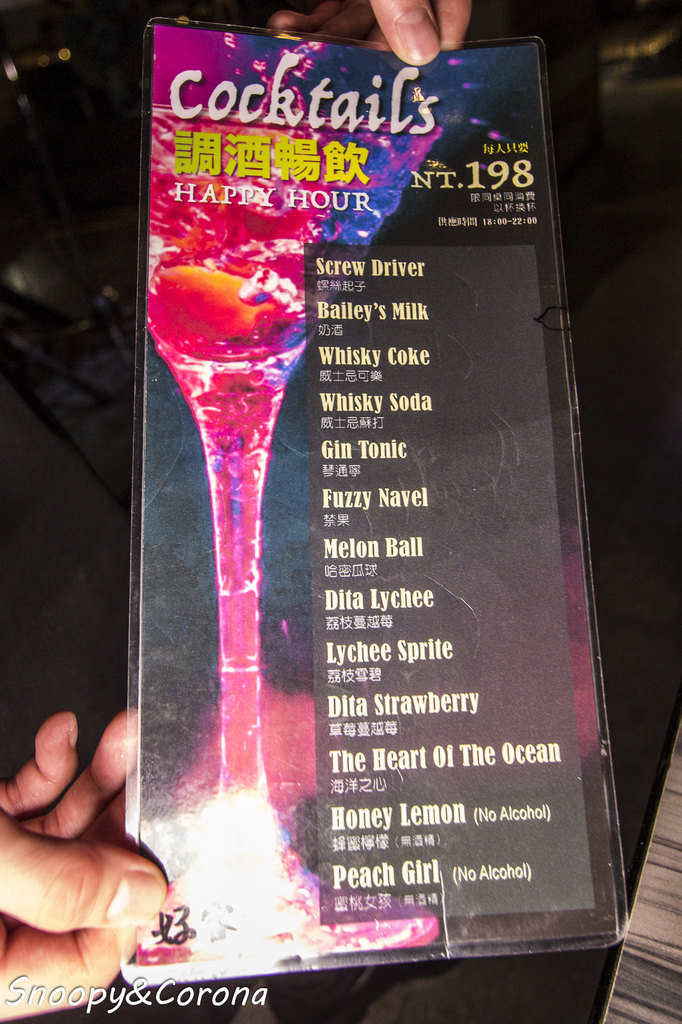 Cocktails
調酒暢飲
HAPPY HOUR
每人只要
NT.198
限同桌同消費
以杯換杯
供應時間 18:00-22:00
Screw Driver
螺絲起子
Bailey's Milk
奶酒
Whisky Coke
威士忌可樂
Whisky Soda
威士忌蘇打
Gin Tonic
琴通寧
Fuzzy Navel
禁果
Melon Ball
哈密瓜球
Dita Lychee
荔枝蔓越莓
Lychee Sprite
荔枝雪碧
Dita Strawberry
草莓蔓越莓
The Heart Of The Ocean
海洋之心
Honey Lemon (No Alcohol)
蜂蜜檸檬（無酒精）
Peach Girl (No Alcohol)
蜜桃女孩（無酒精
好客
Snoopy&Corona